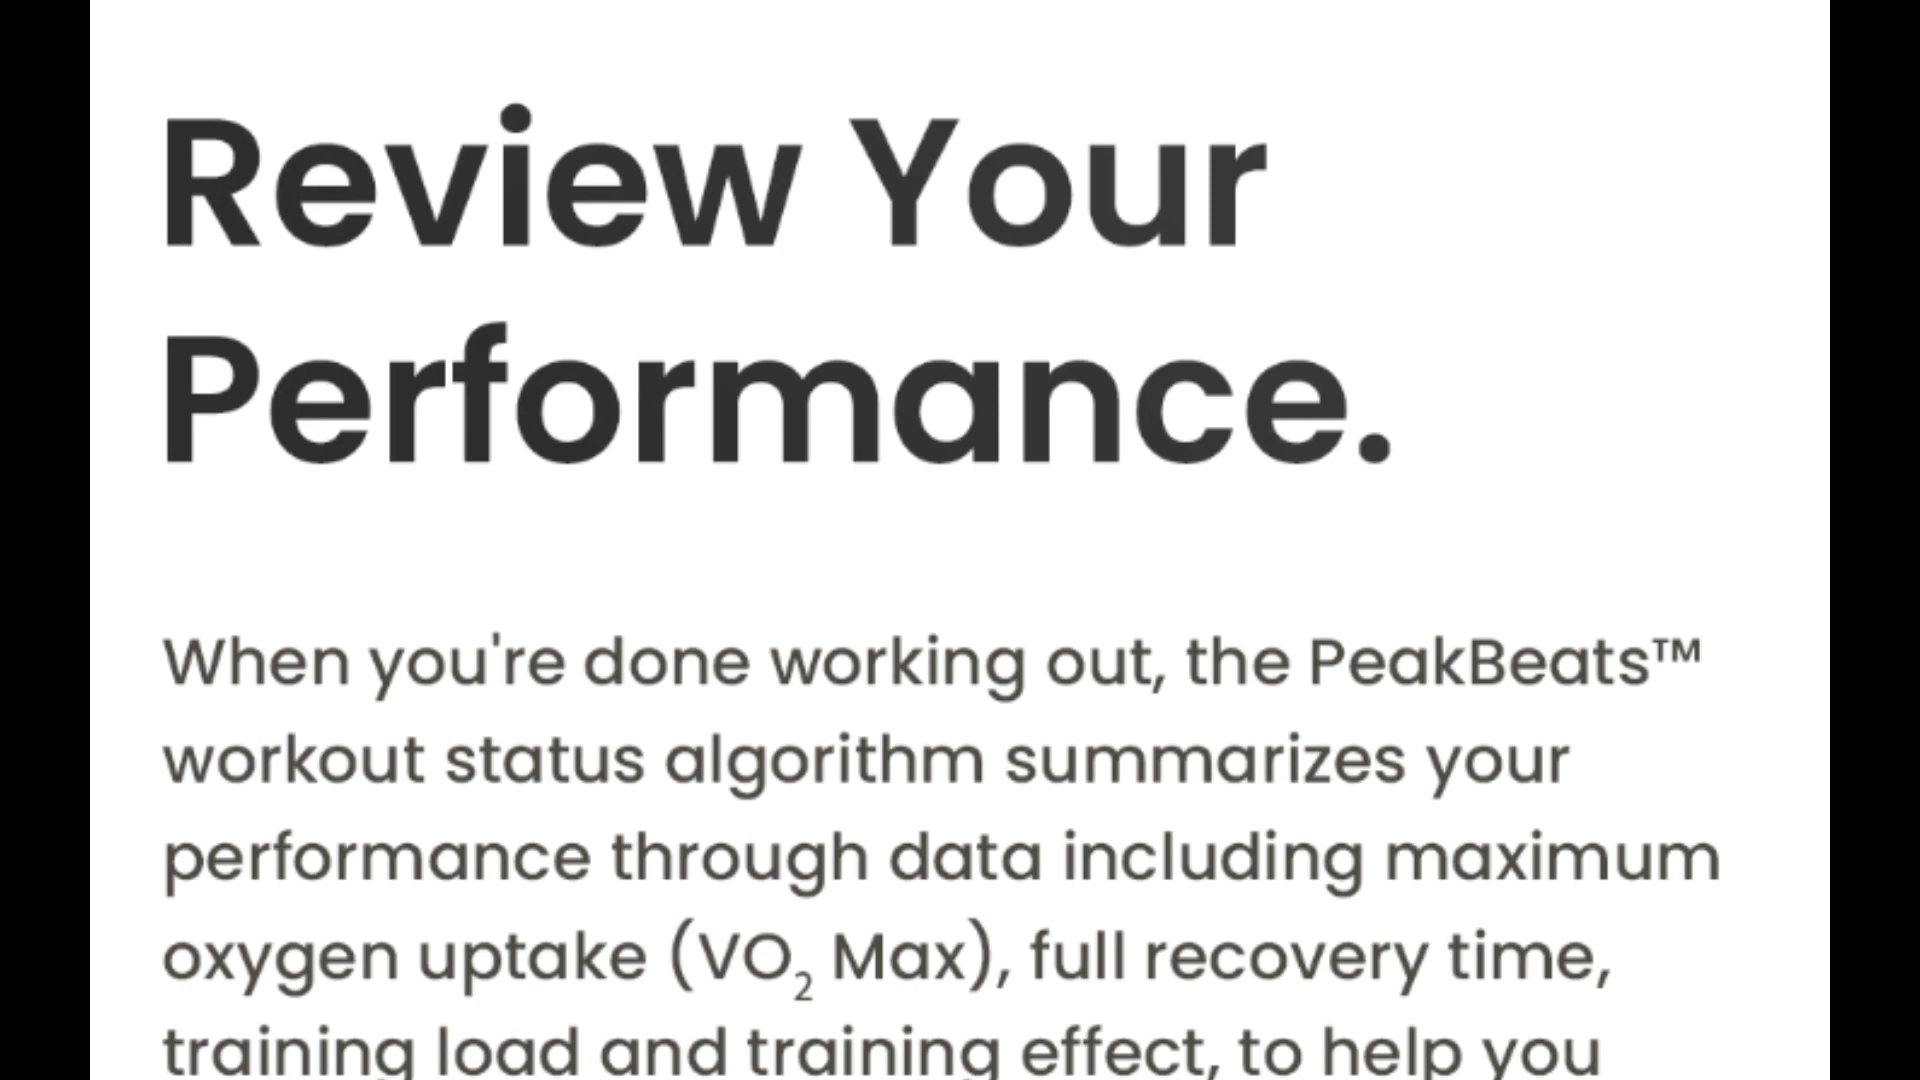 Review Your
Performance.
When you're done working out, the PeakBeats™
workout status algorithm summarizes your
performance through data including maximum
oxygen uptake (VO₂ Max), full recovery time,
training load and training effect, to help you